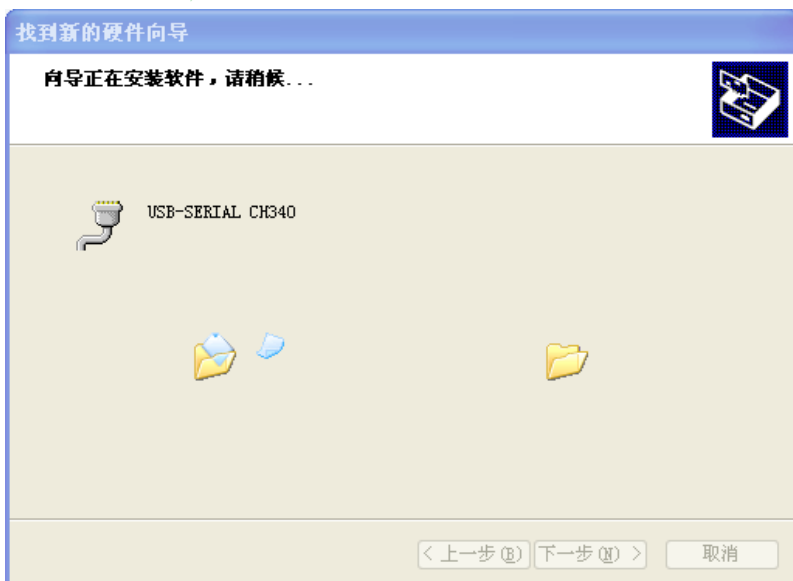 找到新的硬件向导
向导正在安装软件，请稍候...
USB-SERIAL CH340
< 上一步(B) 下一步(N) > 取消